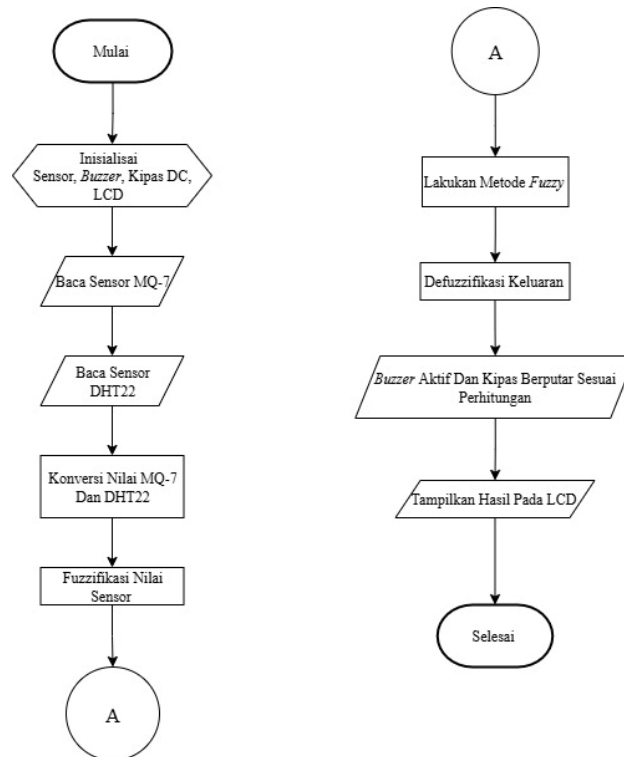 Mulai
Inisialisai
Sensor, Buzzer, Kipas DC,
LCD
Baca Sensor MQ-7
Baca Sensor
DHT22
Konversi Nilai MQ-7
Dan DHT22
Fuzzifikasi Nilai
Sensor
A
A
Lakukan Metode Fuzzy
Defuzzifikasi Keluaran
Buzzer Aktif Dan Kipas Berputar Sesuai
Perhitungan
Tampilkan Hasil Pada LCD
Selesai